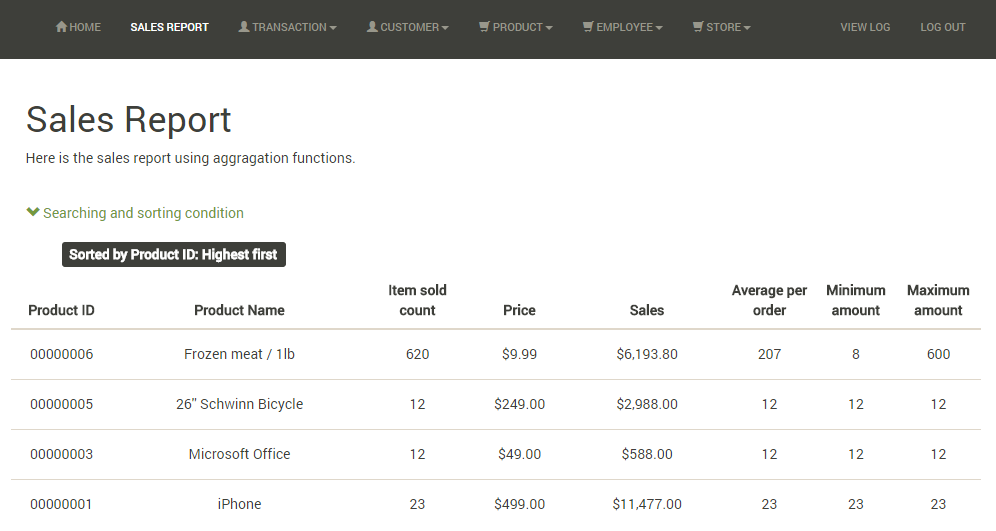 HOME SALES REPORT TRANSACTION CUSTOMER PRODUCT EMPLOYEE STORE VIEW LOG LOG OUT
Sales Report
Here is the sales report using aggragation functions.
Searching and sorting condition
Sorted by Product ID: Highest first
Product ID Product Name Item sold count Price Sales Average per order Minimum amount Maximum amount
00000006 Frozen meat / 1lb 620 $9.99 $6,193.80 207 8 600
00000005 26" Schwinn Bicycle 12 $249.00 $2,988.00 12 12 12
00000003 Microsoft Office 12 $49.00 $588.00 12 12 12
00000001 iPhone 23 $499.00 $11,477.00 23 23 23